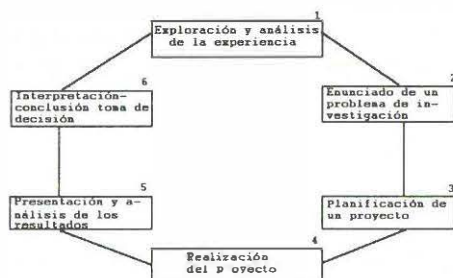 1
Exploración y análisis
de la experiencia
6
Interpretación-
conclusión toma de
decisión
2
Enunciado de un
problema de in-
vestigación
5
Presentación y a-
nálisis de los
resultados
3
Planificación de
un proyecto
4
Realización
del p oyecto